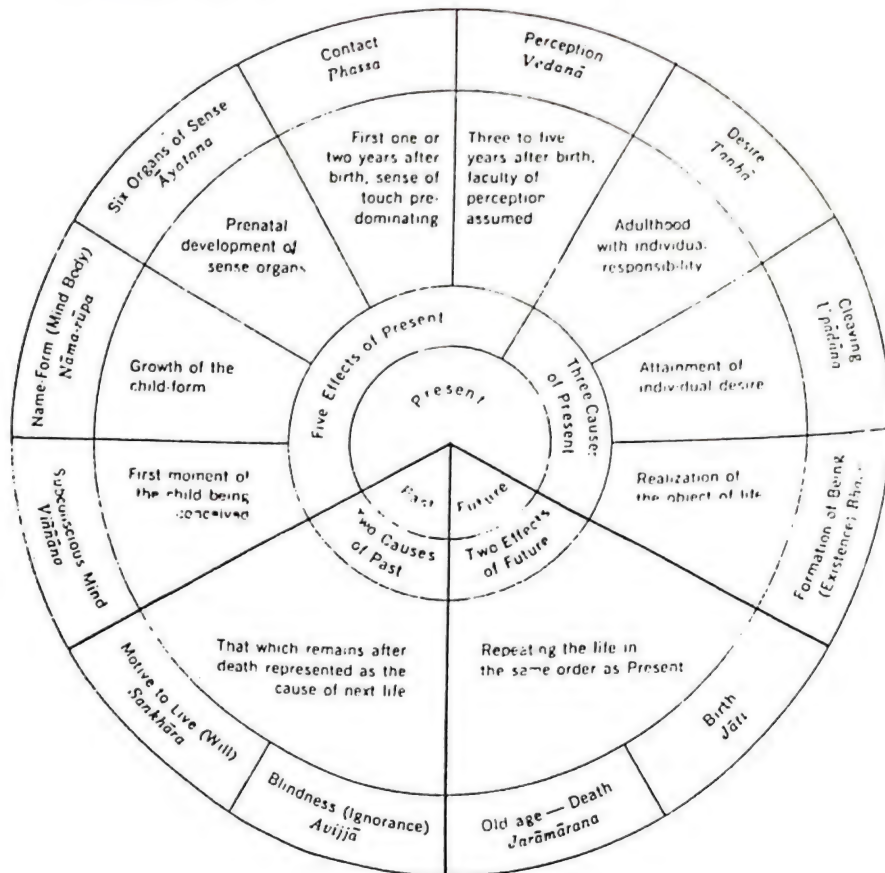 Contact
Phassa
Perception
Vedanā
Desire
Tanhā
Cleaving
Upādāna
Formation of Being
(Existence;
Birth
Jāti
Old age — Death
Jarāmārana
Blindness (Ignorance)
Avijjā
Motive to Live (Will)
Sankhāra
Subconscious Mind
Viññāna
Name-Form (Mind Body)
Nāma-rūpa
Six Organs of Sense
Āyatana
First one or
two years after
birth, sense of
touch pre-
dominating
Three to five
years after birth,
faculty of
perception
assumed
Adulthood
with individual
responsibility
Attainment of
individual desire
Realization of
the object of life
Repeating the life in
the same order as Present
That which remains after
death represented as the
cause of next life
First moment of
the child being
conceived
Growth of the
child-form
Prenatal
development of
sense organs
Five Effects of Present
Three Cause
of Present
Two Effects
of Future
Two Causes
of Past
Present
Past
Future